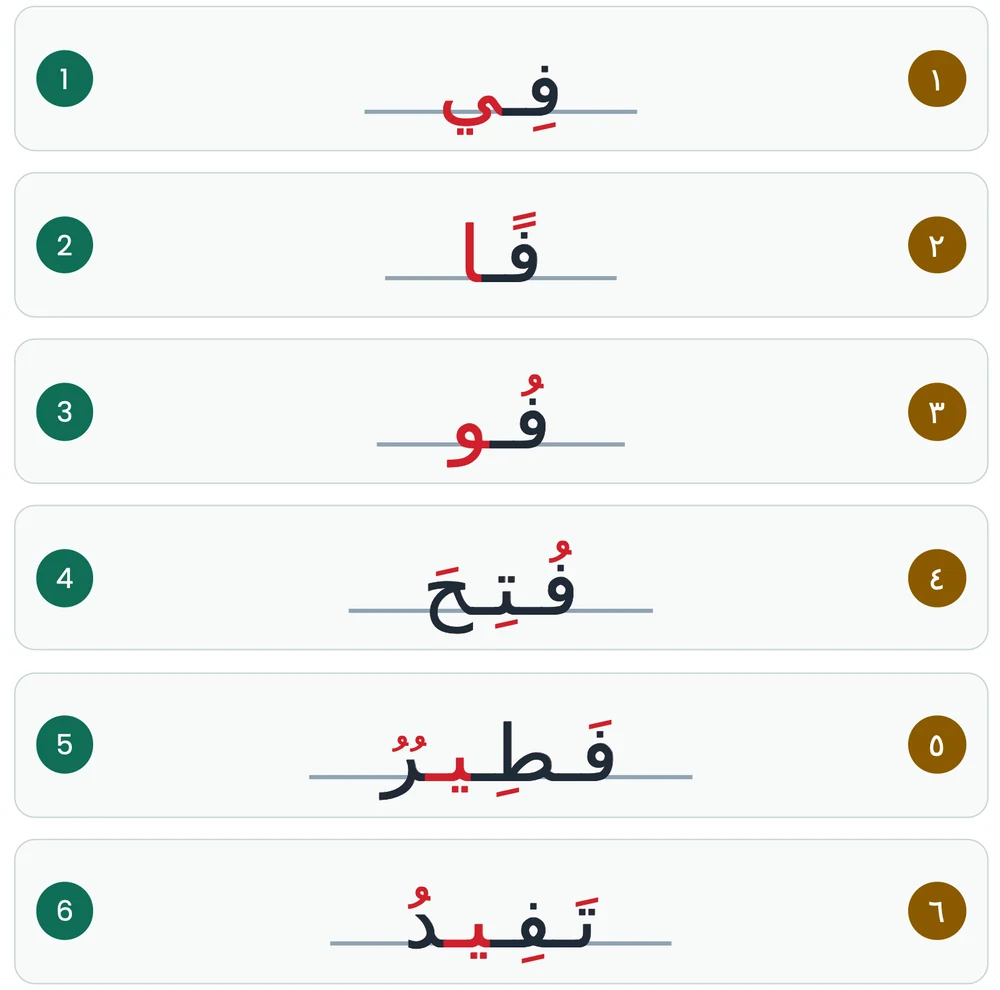 1 فِـي ١
2 فًـا ٢
3 فُـو ٣
4 فُـتِـحَ ٤
5 فَـطِـيـرٌ ٥
6 تَـفِـيـدُ ٦